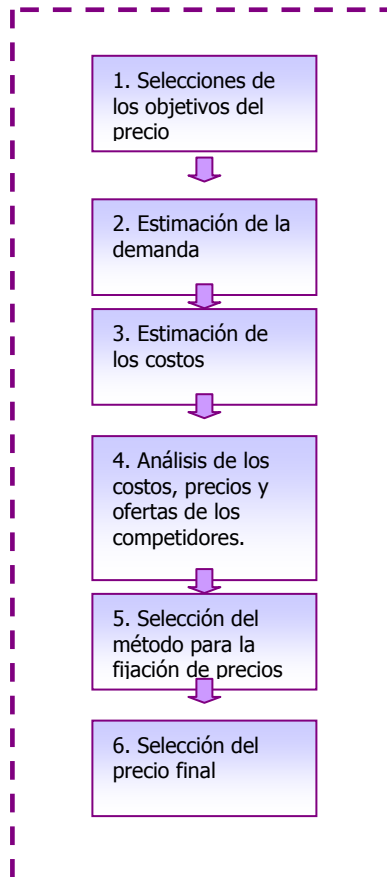 1. Selecciones de
los objetivos del
precio
2. Estimación de la
demanda
3. Estimación de
los costos
4. Análisis de los
costos, precios y
ofertas de los
competidores.
5. Selección del
método para la
fijación de precios
6. Selección del
precio final